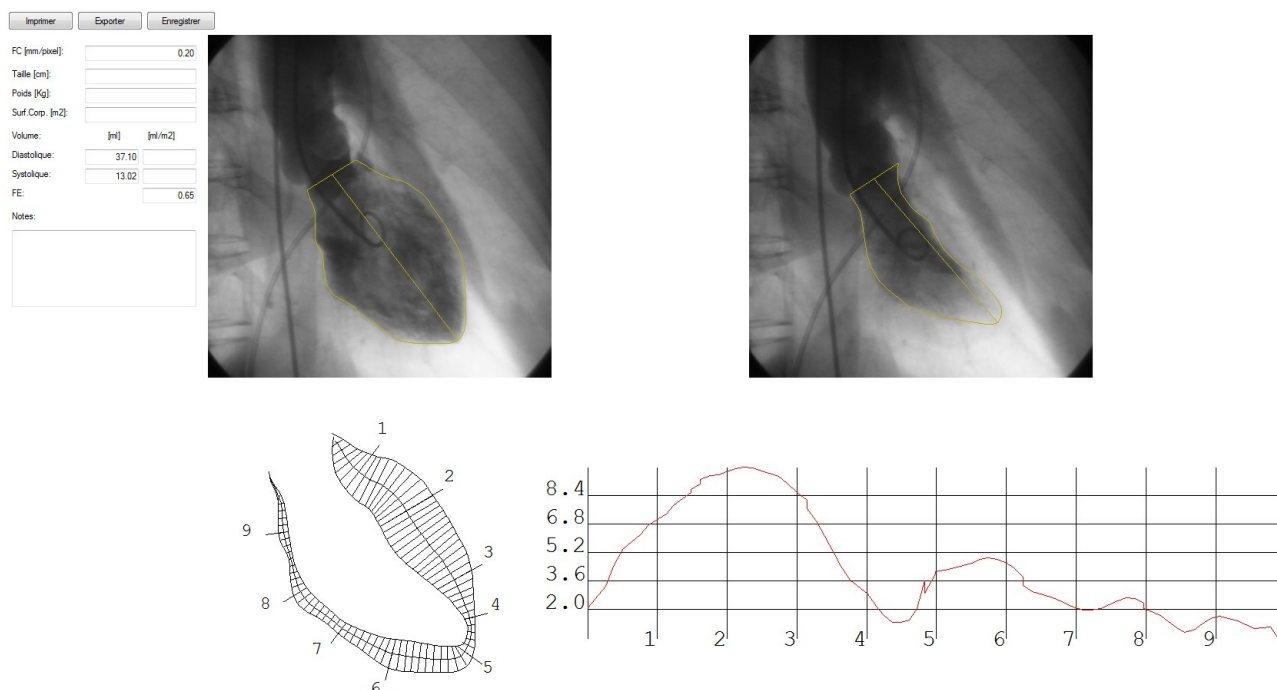 Imprimer Exporter Enregistrer
FC [mm/pixel]: 0.20
Taille [cm]:
Poids [Kg]:
Surf.Corp. [m2]:
Volume: [ml] [ml/m2]
Diastolique: 37.10
Systolique: 13.02
FE: 0.65
Notes:
1
2
3
4
5
6
7
8
9
8.4
6.8
5.2
3.6
2.0
1 2 3 4 5 6 7 8 9